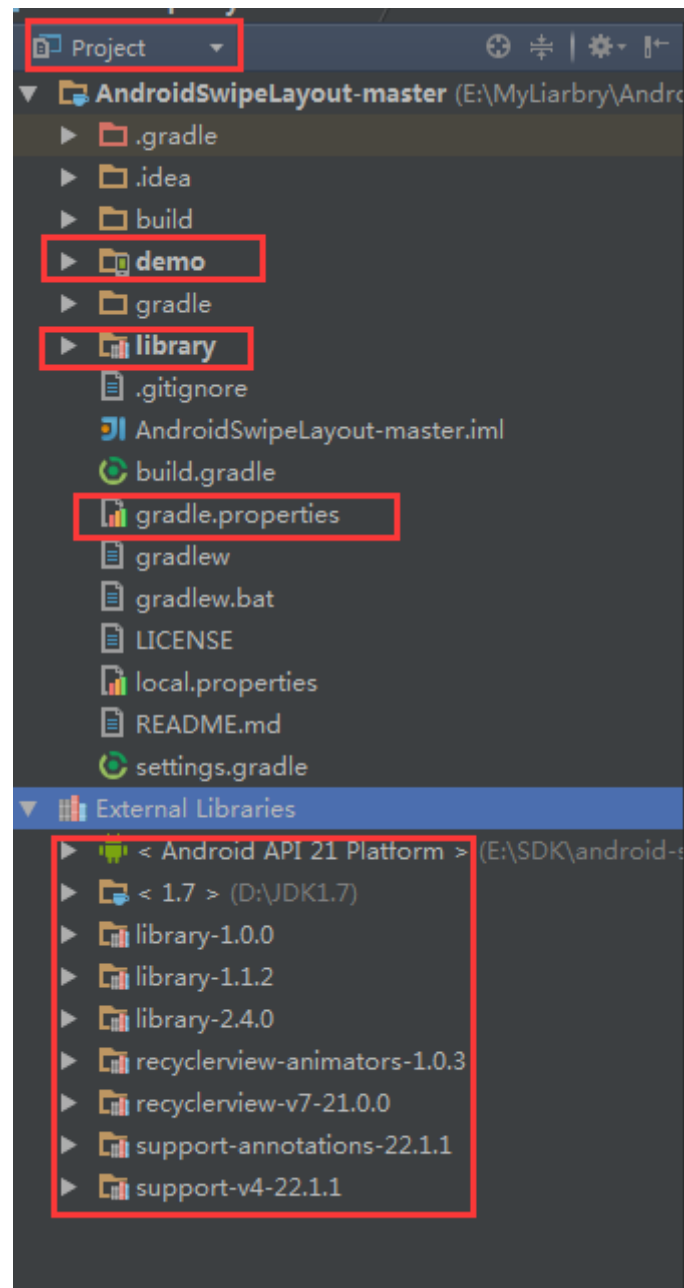 Project
AndroidSwipeLayout-master (E:\MyLiarbry\Andro
.gradle
.idea
build
demo
gradle
library
.gitignore
AndroidSwipeLayout-master.iml
build.gradle
gradle.properties
gradlew
gradlew.bat
LICENSE
local.properties
README.md
settings.gradle
External Libraries
< Android API 21 Platform > (E:\SDK\android-s
< 1.7 > (D:\JDK1.7)
library-1.0.0
library-1.1.2
library-2.4.0
recyclerview-animators-1.0.3
recyclerview-v7-21.0.0
support-annotations-22.1.1
support-v4-22.1.1